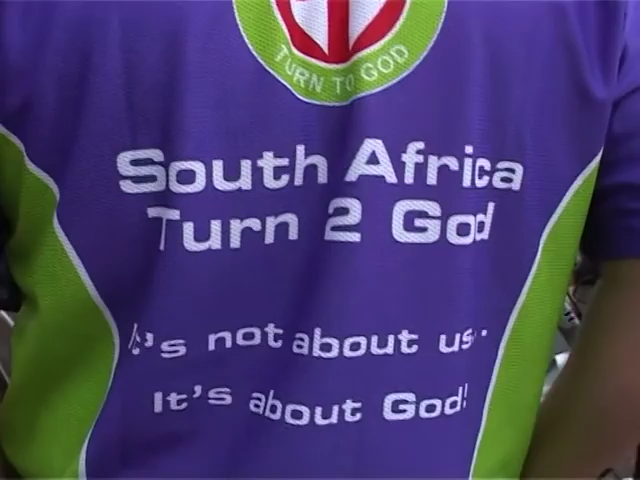 TURN TO GOD
South Africa
Turn 2 God
It's not about us..
It's about God!